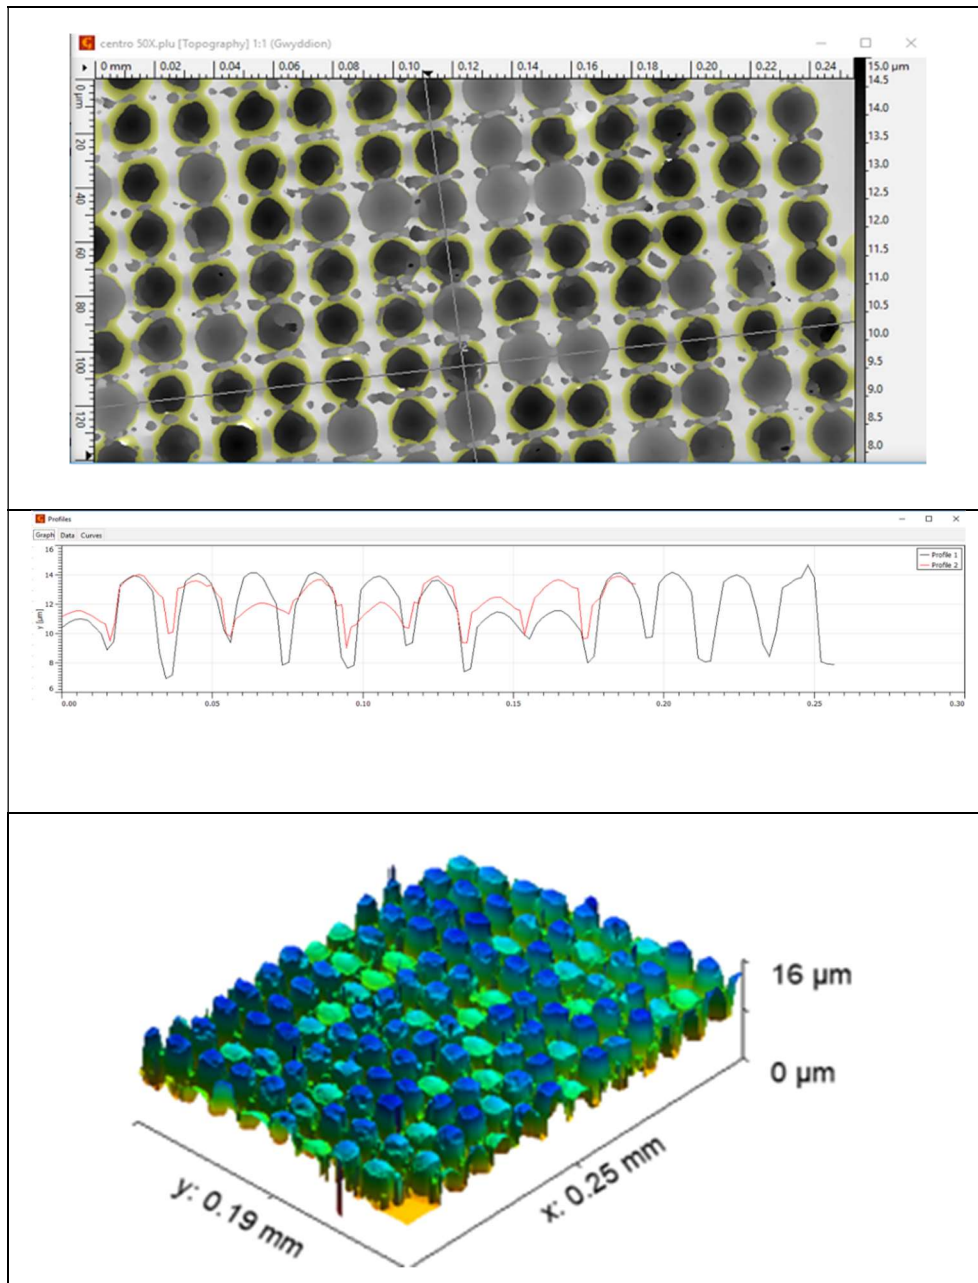 centro 50X.plu [Topography] 1:1 (Gwyddion)
0 mm 0.02 0.04 0.06 0.08 0.10 0.12 0.14 0.16 0.18 0.20 0.22 0.24
0 µm
20
40
60
80
100
120
15.0 µm
14.5
14.0
13.5
13.0
12.5
12.0
11.5
11.0
10.5
10.0
9.5
9.0
8.5
8.0
2
1
Profiles
Graph Data Curves
Profile 1
Profile 2
y [µm]
16
14
12
10
8
6
0.00 0.05 0.10 0.15 0.20 0.25 0.30
16 µm
0 µm
y: 0.19 mm
x: 0.25 mm